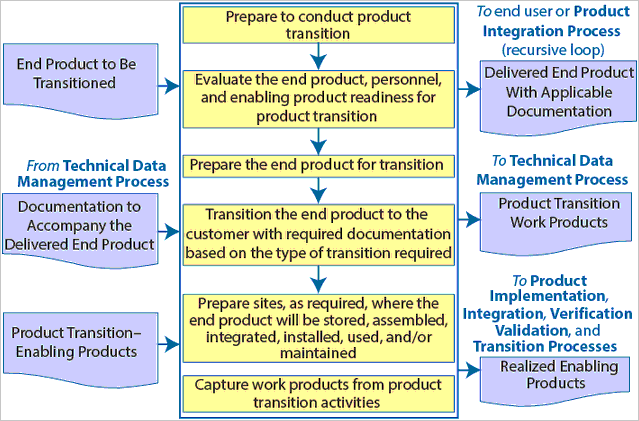 Prepare to conduct product
transition
To end user or Product
Integration Process
(recursive loop)
End Product to Be
Transitioned
Evaluate the end product, personnel,
and enabling product readiness for
product transition
Delivered End Product
With Applicable
Documentation
Prepare the end product for transition
From Technical Data
Management Process
To Technical Data
Management Process
Documentation to
Accompany the
Delivered End Product
Transition the end product to the
customer with required documentation
based on the type of transition required
Product Transition
Work Products
To Product
Implementation,
Integration, Verification
Validation, and
Transition Processes
Product Transition–
Enabling Products
Prepare sites, as required, where the
end product will be stored, assembled,
integrated, installed, used, and/or
maintained
Realized Enabling
Products
Capture work products from product
transition activities